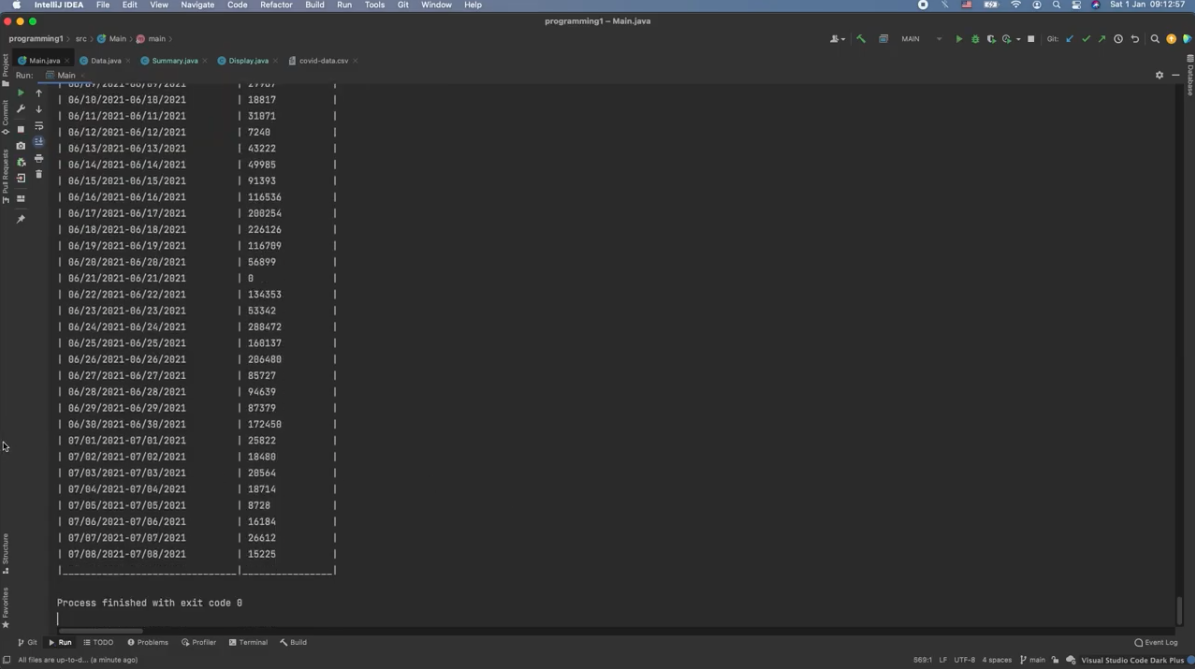 IntelliJ IDEA File Edit View Navigate Code Refactor Build Run Tools Git Window Help Sat 1 Jan 09:12:57
programming1 – Main.java
programming1 › src › Main › main › MAIN Git:
Main.java × Data.java × Summary.java × Display.java × covid-data.csv ×
Run: Main ×
Project
Commit
Pull Requests
Structure
Favorites
Database
| 06/10/2021-06/10/2021 | 18817 |
| 06/11/2021-06/11/2021 | 31071 |
| 06/12/2021-06/12/2021 | 7240 |
| 06/13/2021-06/13/2021 | 43222 |
| 06/14/2021-06/14/2021 | 49985 |
| 06/15/2021-06/15/2021 | 91393 |
| 06/16/2021-06/16/2021 | 116536 |
| 06/17/2021-06/17/2021 | 200254 |
| 06/18/2021-06/18/2021 | 226126 |
| 06/19/2021-06/19/2021 | 116789 |
| 06/20/2021-06/20/2021 | 56899 |
| 06/21/2021-06/21/2021 | 0 |
| 06/22/2021-06/22/2021 | 134353 |
| 06/23/2021-06/23/2021 | 53342 |
| 06/24/2021-06/24/2021 | 288472 |
| 06/25/2021-06/25/2021 | 160137 |
| 06/26/2021-06/26/2021 | 206480 |
| 06/27/2021-06/27/2021 | 85727 |
| 06/28/2021-06/28/2021 | 94639 |
| 06/29/2021-06/29/2021 | 87379 |
| 06/30/2021-06/30/2021 | 172450 |
| 07/01/2021-07/01/2021 | 25822 |
| 07/02/2021-07/02/2021 | 18480 |
| 07/03/2021-07/03/2021 | 20564 |
| 07/04/2021-07/04/2021 | 18714 |
| 07/05/2021-07/05/2021 | 8728 |
| 07/06/2021-07/06/2021 | 16184 |
| 07/07/2021-07/07/2021 | 26612 |
| 07/08/2021-07/08/2021 | 15225 |
|_______________________________|________________|
Process finished with exit code 0
Git Run TODO Problems Profiler Terminal Build Event Log
All files are up-to-d... (a minute ago) 569:1 LF UTF-8 4 spaces main Visual Studio Code Dark Plus